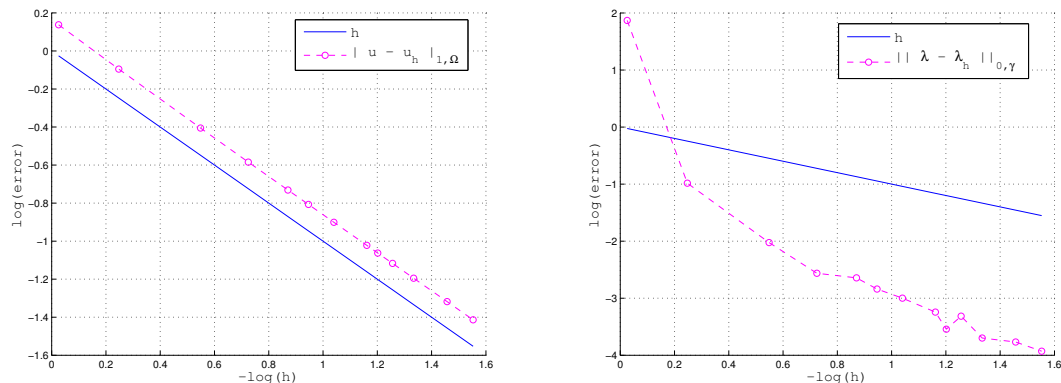 0.2
0
-0.2
-0.4
-0.6
-0.8
-1
-1.2
-1.4
-1.6
0 0.2 0.4 0.6 0.8 1 1.2 1.4 1.6
-log(h)
log(error)
h
| u - u_h |_{1,Ω}
2
1
0
-1
-2
-3
-4
0 0.2 0.4 0.6 0.8 1 1.2 1.4 1.6
-log(h)
log(error)
h
|| λ - λ_h ||_{0,γ}